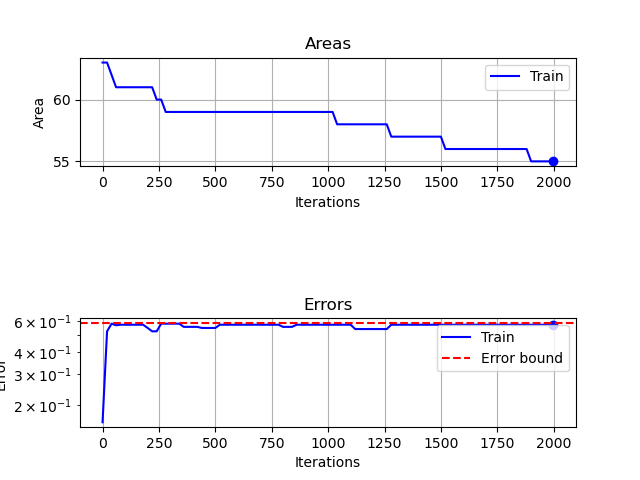 Areas
Train
60
55
Area
0 250 500 750 1000 1250 1500 1750 2000
Iterations
Errors
6 × 10⁻¹
4 × 10⁻¹
3 × 10⁻¹
2 × 10⁻¹
Error
Train
Error bound
0 250 500 750 1000 1250 1500 1750 2000
Iterations